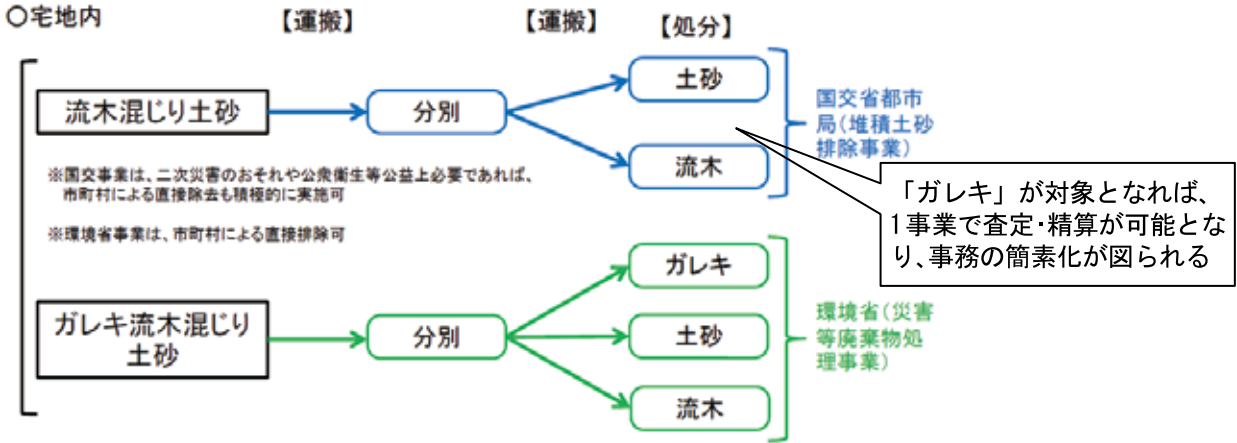 〇宅地内
【運搬】
【運搬】
【処分】
流木混じり土砂
分別
土砂
流木
国交省都市
局(堆積土砂
排除事業)
※国交事業は、二次災害のおそれや公衆衛生等公益上必要であれば、
市町村による直接除去も積極的に実施可
※環境省事業は、市町村による直接排除可
「ガレキ」が対象となれば、
1事業で査定・精算が可能とな
り、事務の簡素化が図られる
ガレキ流木混じり
土砂
分別
ガレキ
土砂
流木
環境省(災害
等廃棄物処
理事業)